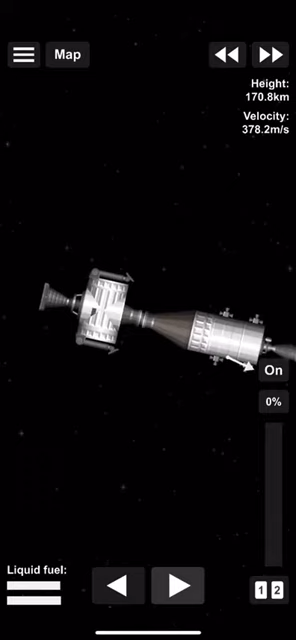 Map
Height:
170.8km
Velocity:
378.2m/s
On
0%
Liquid fuel:
1 2